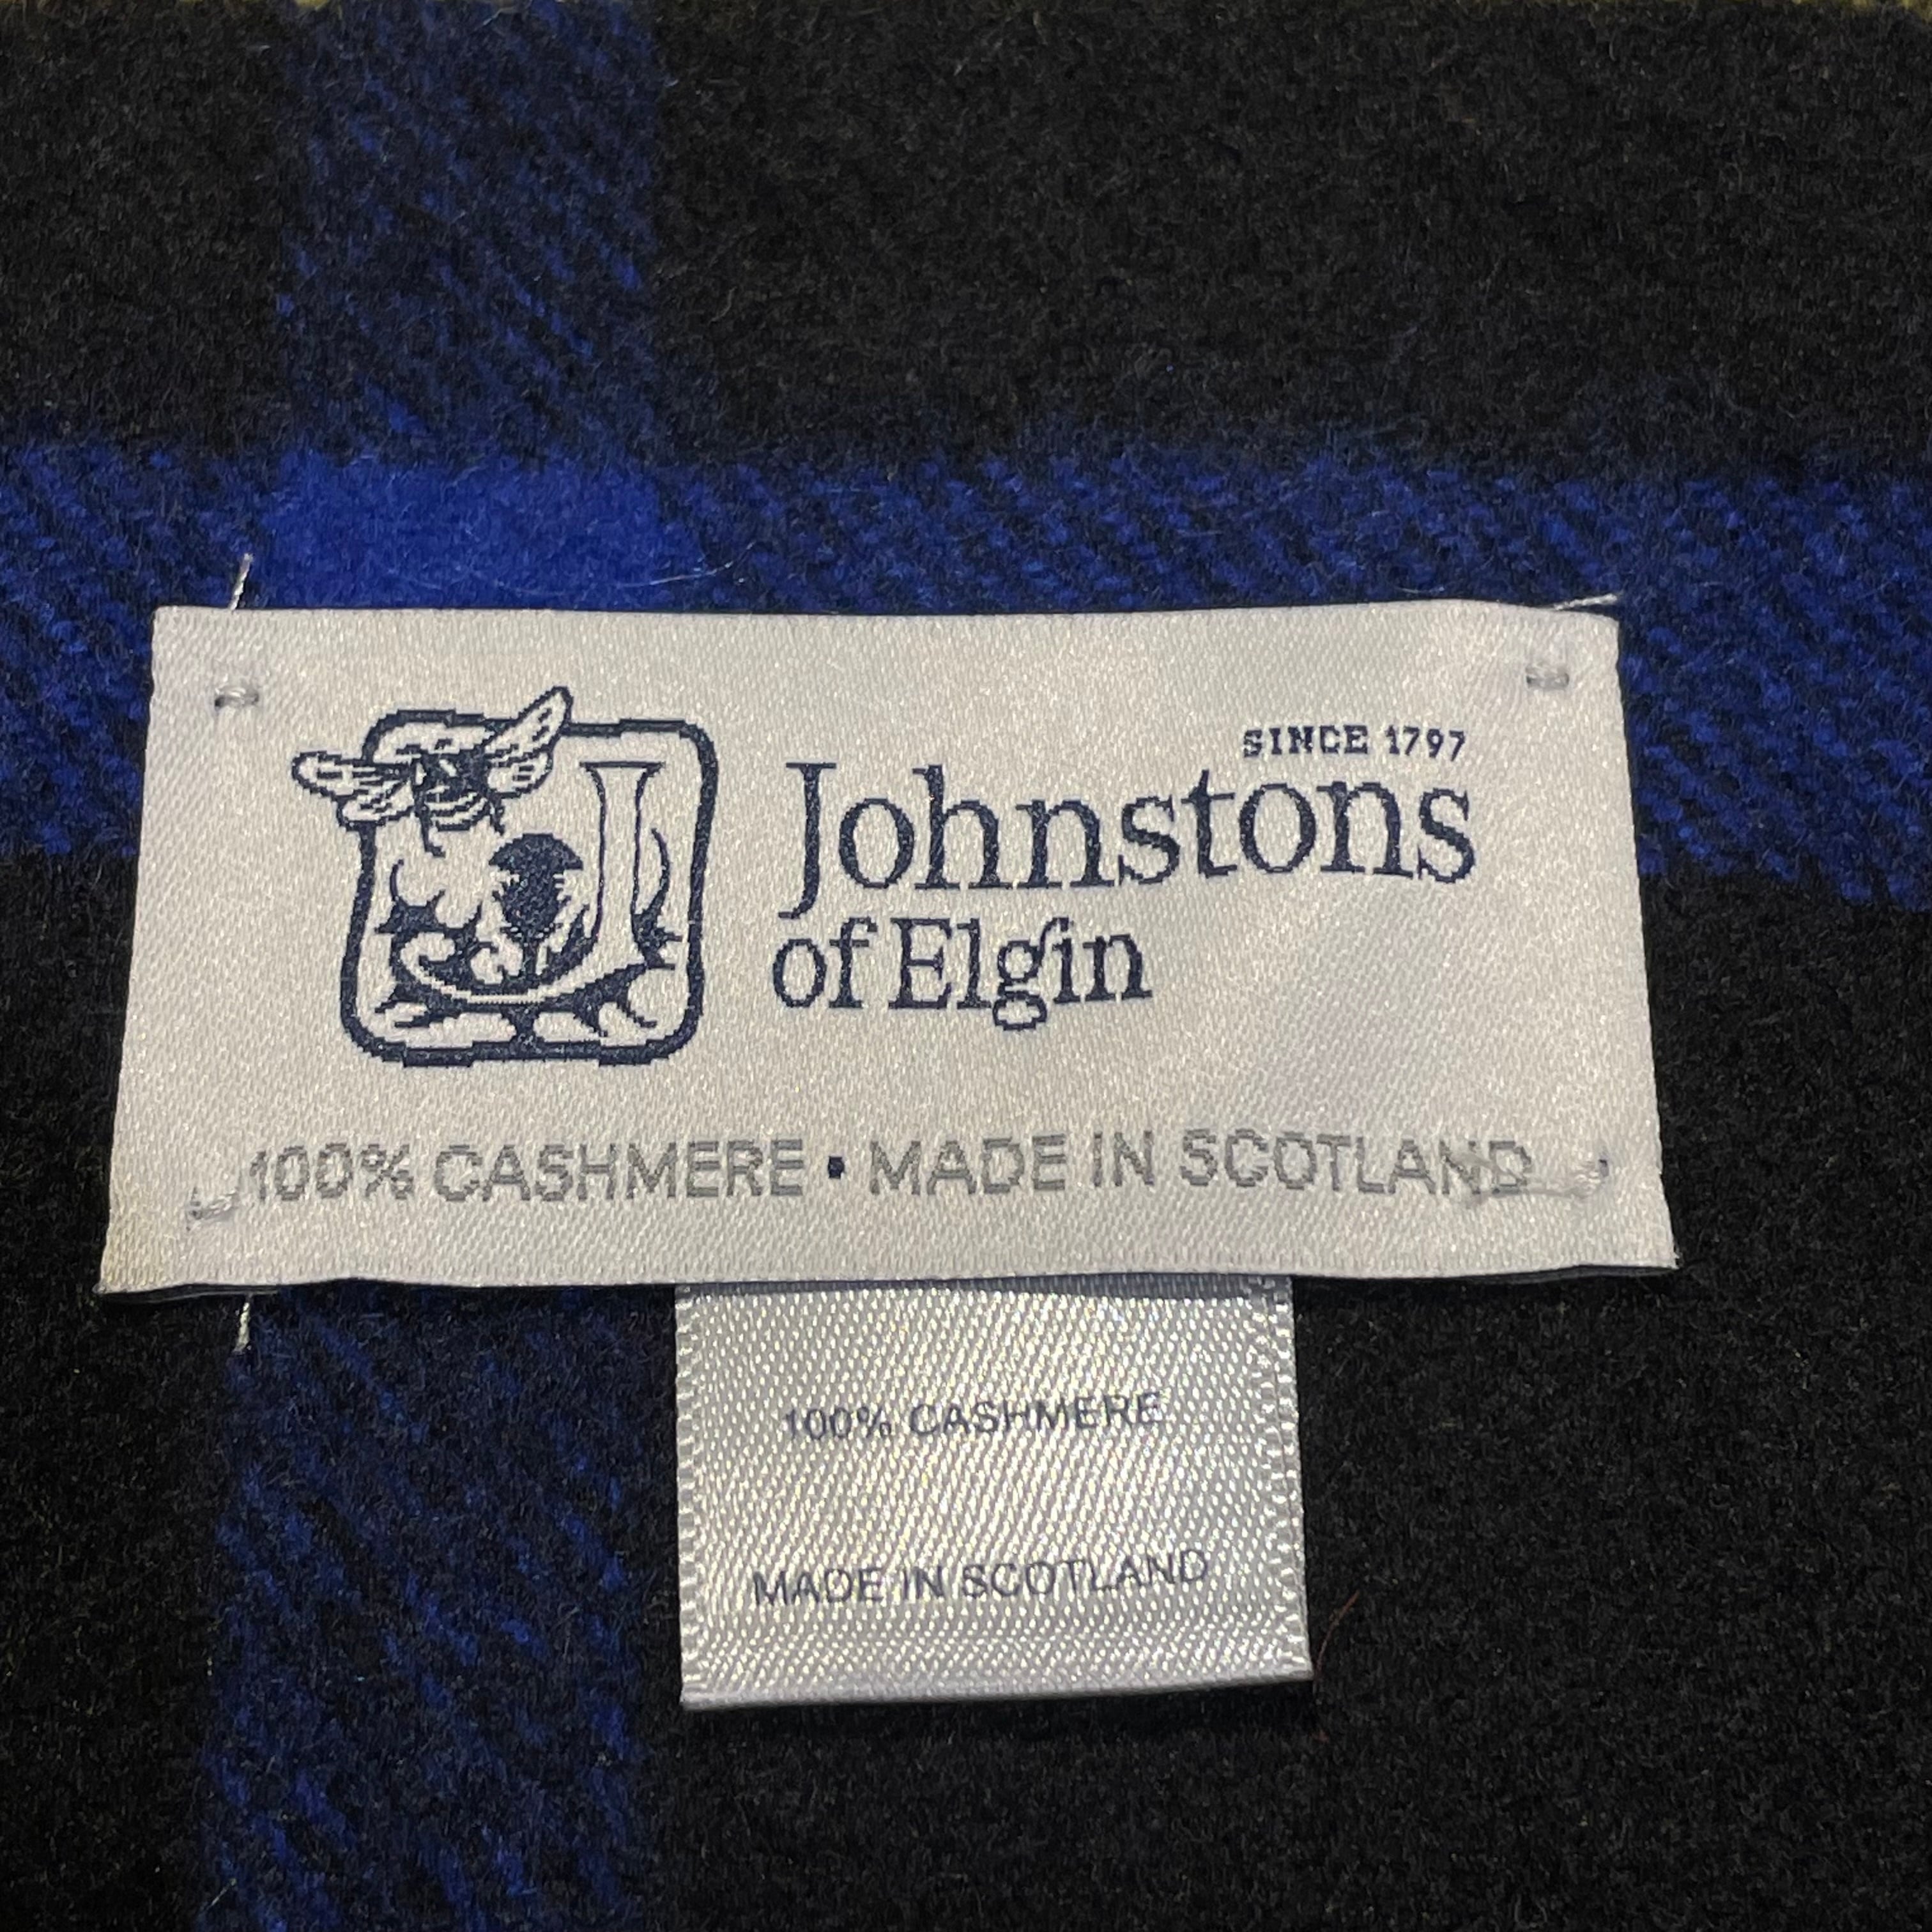 SINCE 1797
Johnstons
of Elgin
100% CASHMERE • MADE IN SCOTLAND
100% CASHMERE
MADE IN SCOTLAND